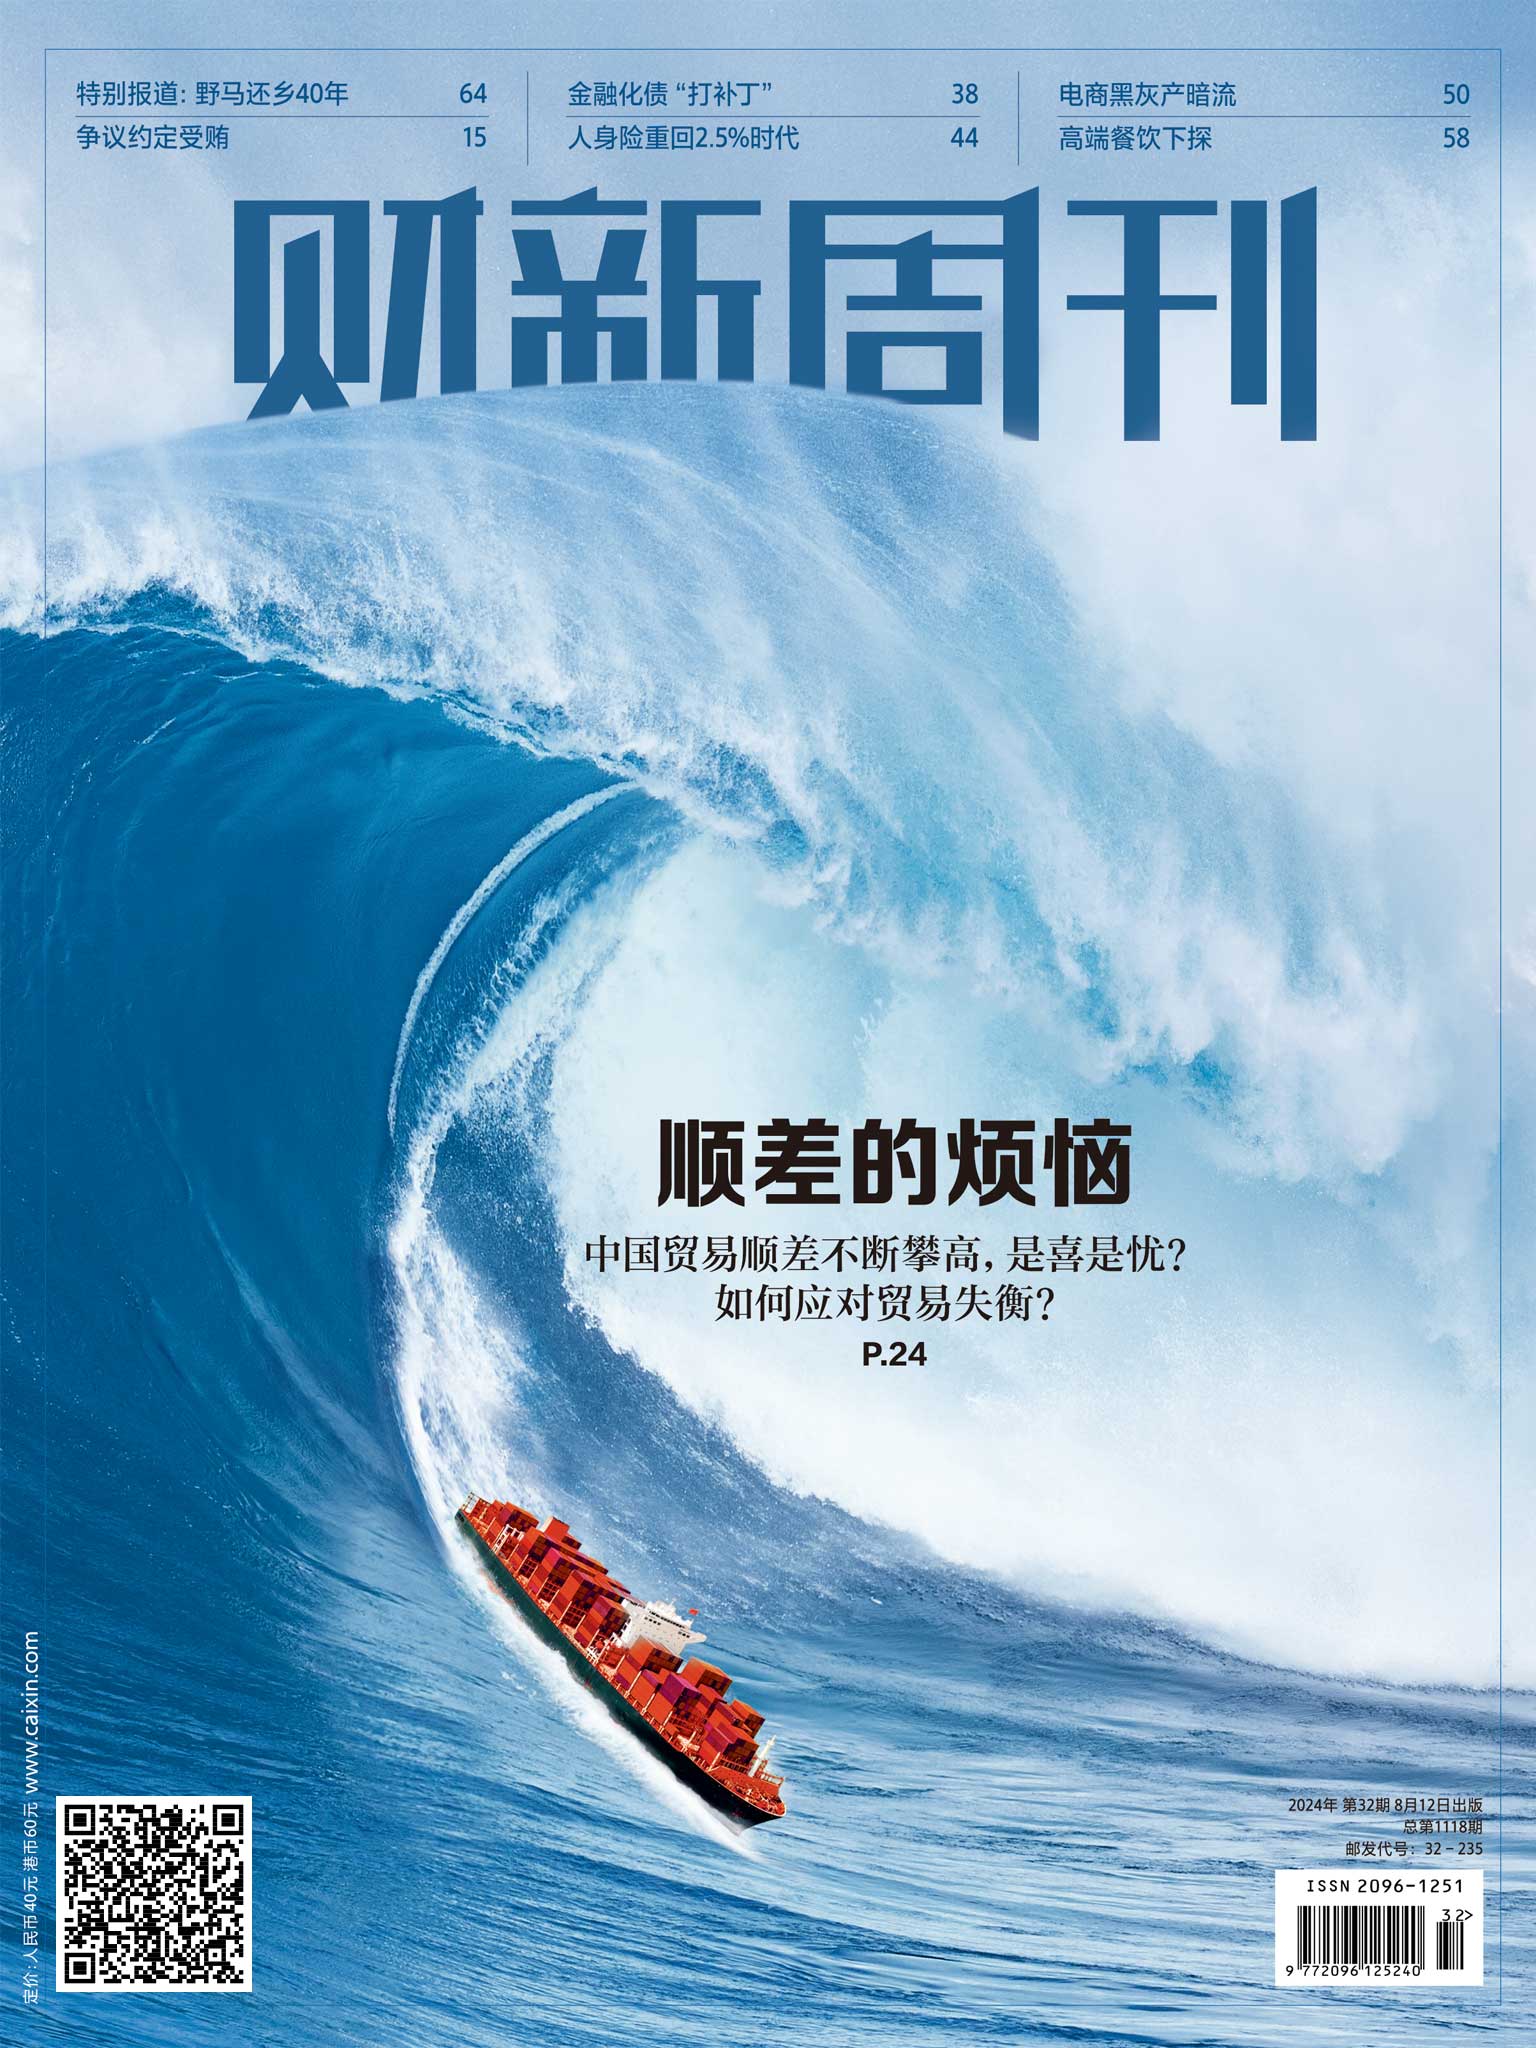 特别报道：野马还乡40年 64
争议约定受贿 15
金融化债“打补丁” 38
人身险重回2.5%时代 44
电商黑灰产暗流 50
高端餐饮下探 58
财新周刊
顺差的烦恼
中国贸易顺差不断攀高，是喜是忧？
如何应对贸易失衡？
P.24
定价：人民币40元 港币60元 www.caixin.com
2024年 第32期 8月12日出版
总第1118期
邮发代号：32－235
ISSN 2096-1251
32>
9 772096 125240